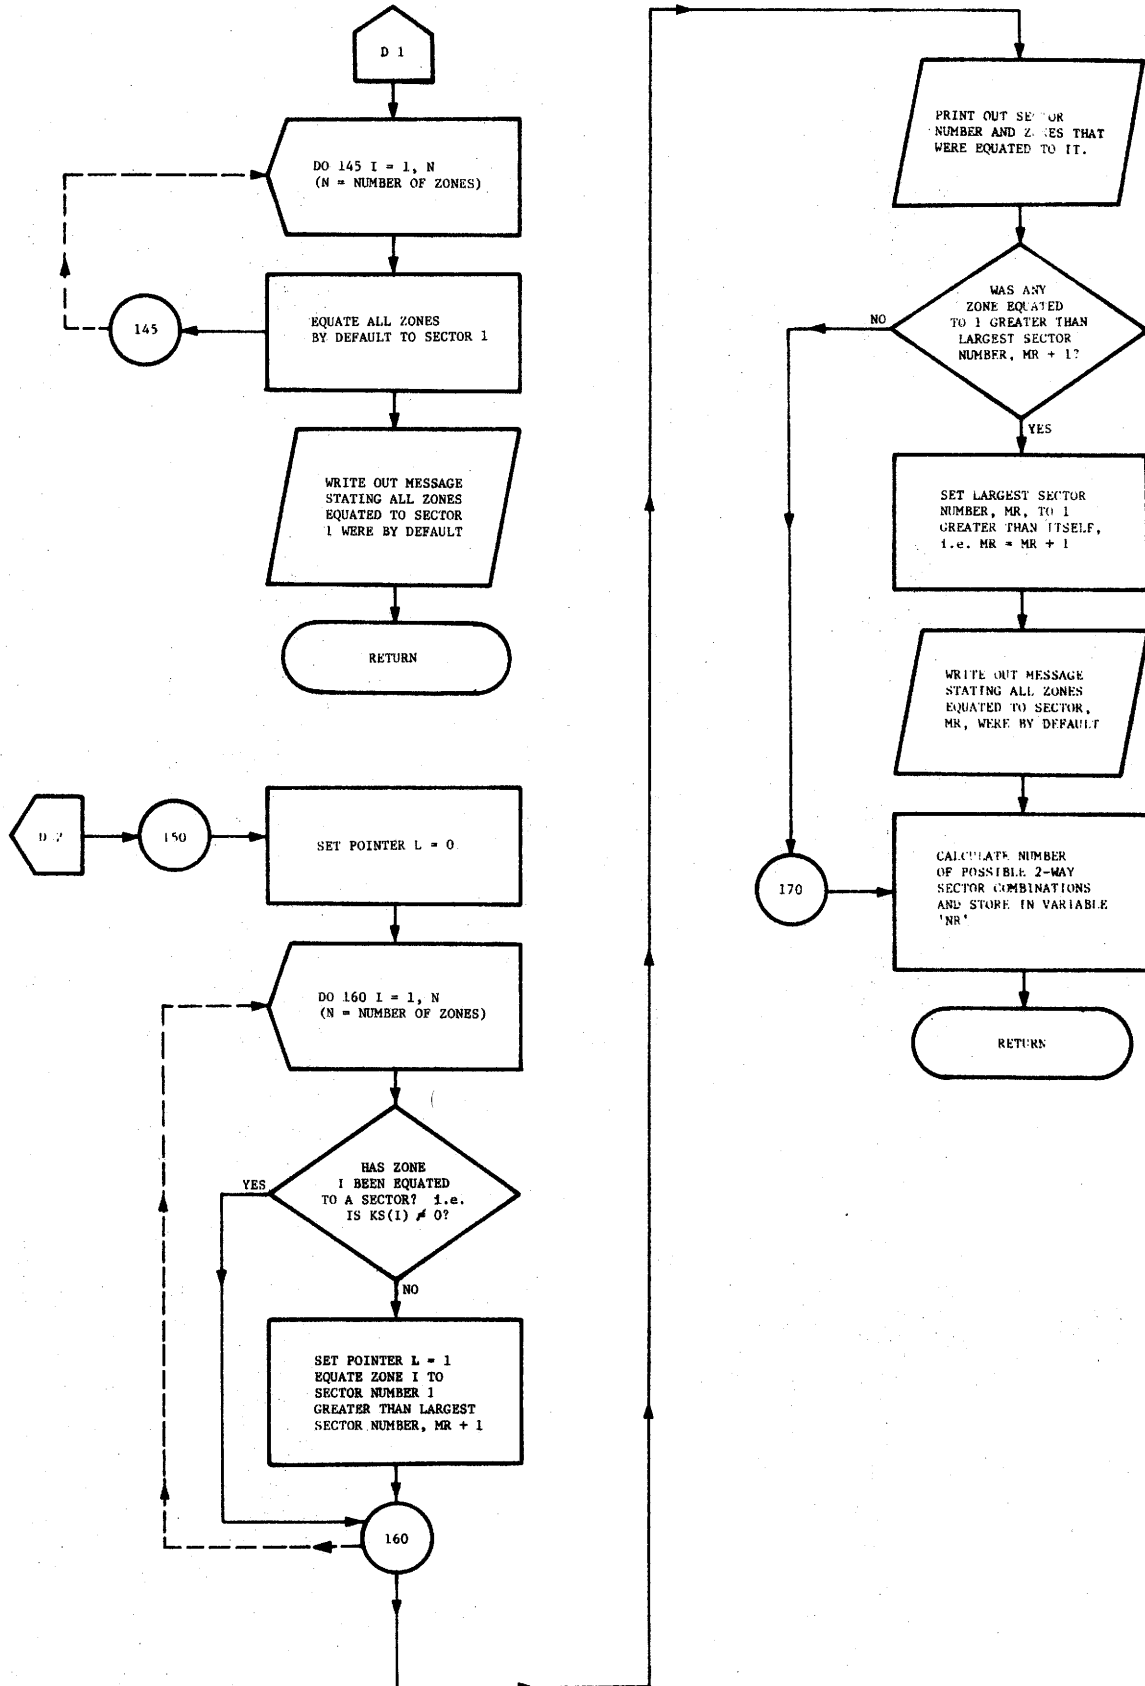 D 1
DO 145 I = 1, N
(N = NUMBER OF ZONES)
145
EQUATE ALL ZONES
BY DEFAULT TO SECTOR 1
WRITE OUT MESSAGE
STATING ALL ZONES
EQUATED TO SECTOR
1 WERE BY DEFAULT
RETURN
D 2
150
SET POINTER L = 0
DO 160 I = 1, N
(N = NUMBER OF ZONES)
HAS ZONE
I BEEN EQUATED
TO A SECTOR? i.e.
IS KS(I) ≠ 0?
YES
NO
SET POINTER L = 1
EQUATE ZONE I TO
SECTOR NUMBER 1
GREATER THAN LARGEST
SECTOR NUMBER, MR + 1
160
PRINT OUT SECTOR
NUMBER AND ZONES THAT
WERE EQUATED TO IT.
WAS ANY
ZONE EQUATED
TO 1 GREATER THAN
LARGEST SECTOR
NUMBER, MR + 1?
NO
YES
SET LARGEST SECTOR
NUMBER, MR, TO 1
GREATER THAN ITSELF,
i.e. MR = MR + 1
WRITE OUT MESSAGE
STATING ALL ZONES
EQUATED TO SECTOR,
MR, WERE BY DEFAULT
170
CALCULATE NUMBER
OF POSSIBLE 2-WAY
SECTOR COMBINATIONS
AND STORE IN VARIABLE
'NR'
RETURN